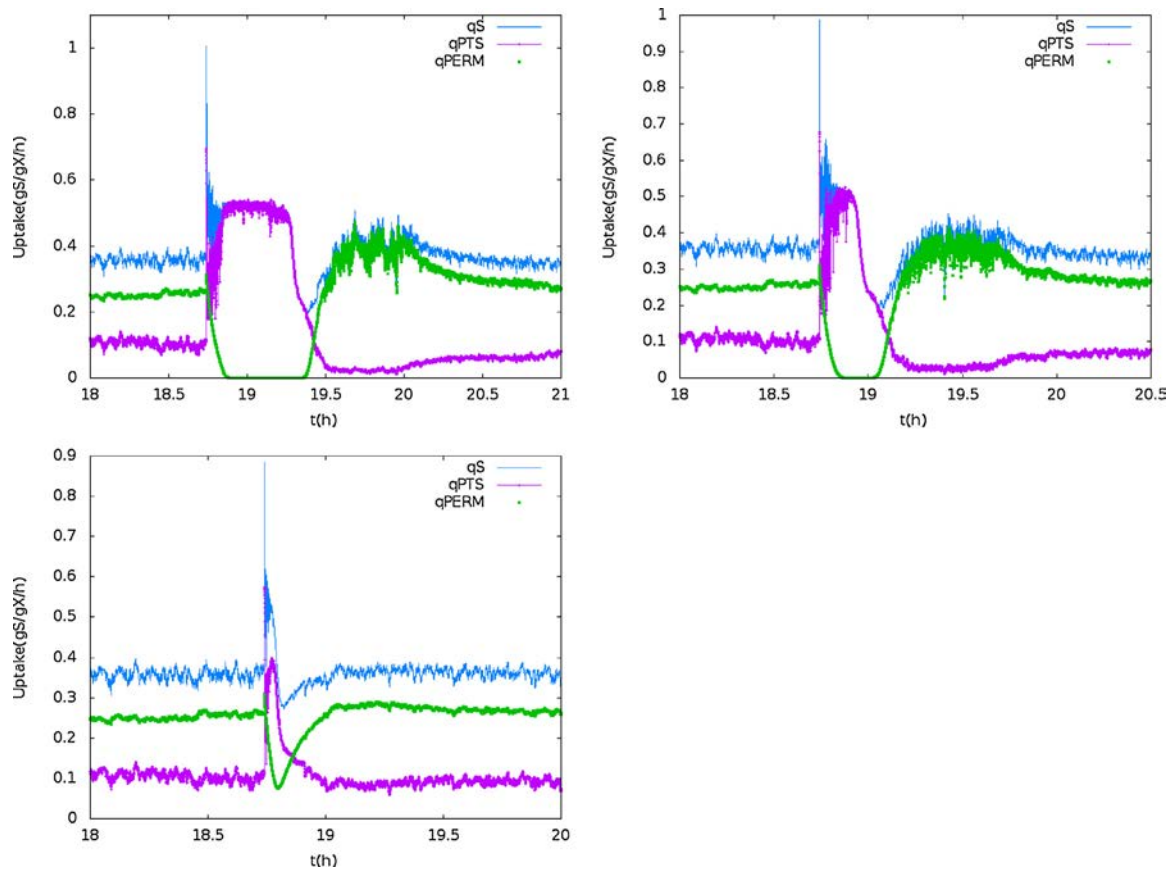 1
0.8
0.6
0.4
0.2
0
Uptake(gS/gX/h)
qS
qPTS
qPERM
18 18.5 19 19.5 20 20.5 21
t(h)
1
0.9
0.8
0.7
0.6
0.5
0.4
0.3
0.2
0.1
0
Uptake(gS/gX/h)
qS
qPTS
qPERM
18 18.5 19 19.5 20 20.5
t(h)
0.9
0.8
0.7
0.6
0.5
0.4
0.3
0.2
0.1
0
Uptake(gS/gX/h)
qS
qPTS
qPERM
18 18.5 19 19.5 20
t(h)